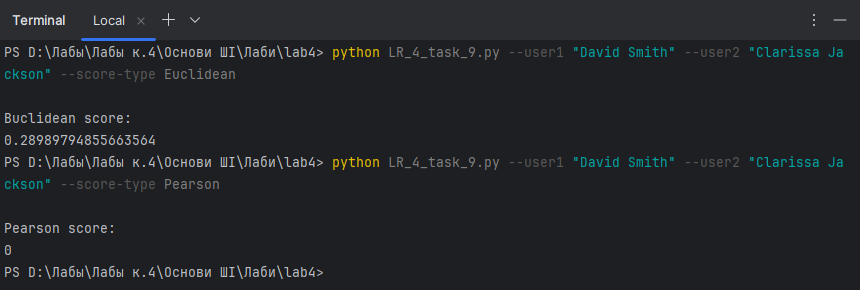 Terminal Local
PS D:\Лабы\Лабы к.4\Основи ШІ\Лаби\lab4> python LR_4_task_9.py --user1 "David Smith" --user2 "Clarissa Ja
ckson" --score-type Euclidean
Buclidean score:
0.28989794855663564
PS D:\Лабы\Лабы к.4\Основи ШІ\Лаби\lab4> python LR_4_task_9.py --user1 "David Smith" --user2 "Clarissa Ja
ckson" --score-type Pearson
Pearson score:
0
PS D:\Лабы\Лабы к.4\Основи ШІ\Лаби\lab4>